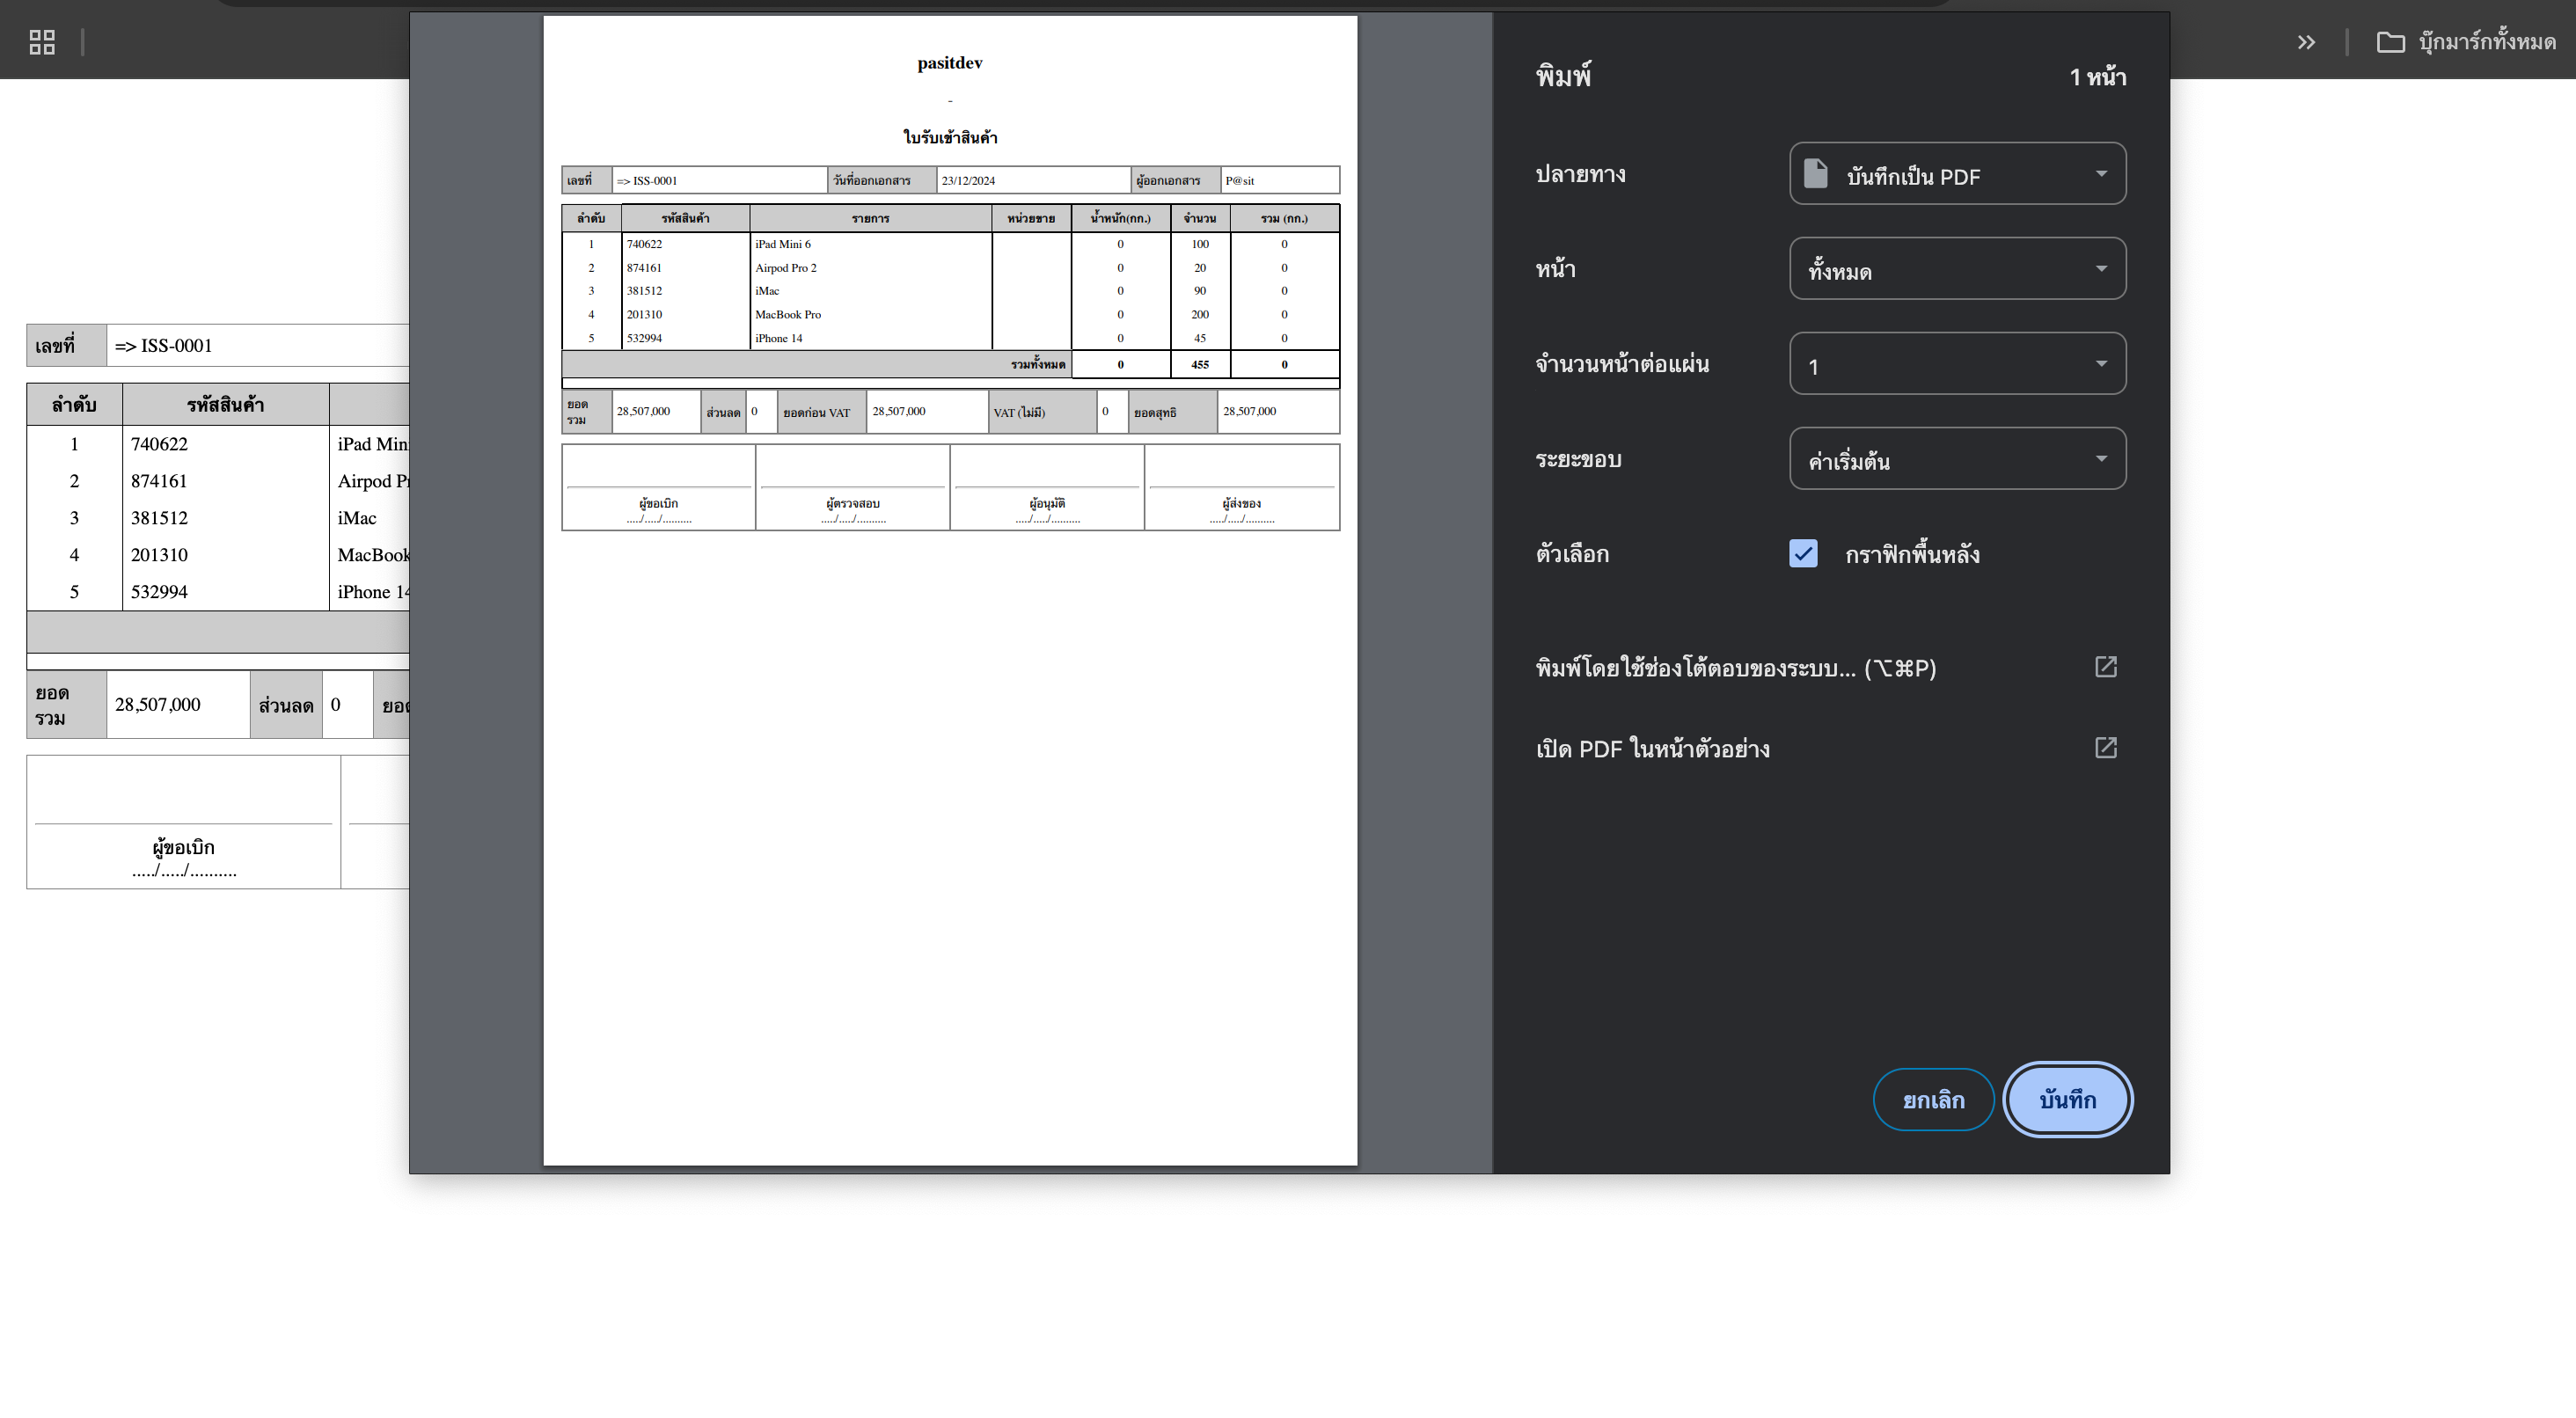 บุ๊กมาร์กทั้งหมด
เลขที่ => ISS-0001
ลำดับ รหัสสินค้า
1 740622 iPad Min
2 874161 Airpod P
3 381512 iMac
4 201310 MacBook
5 532994 iPhone 14
ยอด
รวม
28,507,000 ส่วนลด 0 ยอด
ผู้ขอเบิก
...../...../..........
pasitdev
-
ใบรับเข้าสินค้า
เลขที่ => ISS-0001 วันที่ออกเอกสาร 23/12/2024 ผู้ออกเอกสาร P@sit
ลำดับ รหัสสินค้า รายการ หน่วยขาย น้ำหนัก(กก.) จำนวน รวม (กก.)
1 740622 iPad Mini 6 0 100 0
2 874161 Airpod Pro 2 0 20 0
3 381512 iMac 0 90 0
4 201310 MacBook Pro 0 200 0
5 532994 iPhone 14 0 45 0
รวมทั้งหมด 0 455 0
ยอด
รวม
28,507,000 ส่วนลด 0 ยอดก่อน VAT 28,507,000 VAT (ไม่มี) 0 ยอดสุทธิ 28,507,000
ผู้ขอเบิก ผู้ตรวจสอบ ผู้อนุมัติ ผู้ส่งของ
...../...../.......... ...../...../.......... ...../...../.......... ...../...../..........
พิมพ์ 1 หน้า
ปลายทาง บันทึกเป็น PDF
หน้า ทั้งหมด
จำนวนหน้าต่อแผ่น 1
ระยะขอบ ค่าเริ่มต้น
ตัวเลือก กราฟิกพื้นหลัง
พิมพ์โดยใช้ช่องโต้ตอบของระบบ... (⌥⌘P)
เปิด PDF ในหน้าตัวอย่าง
ยกเลิก บันทึก